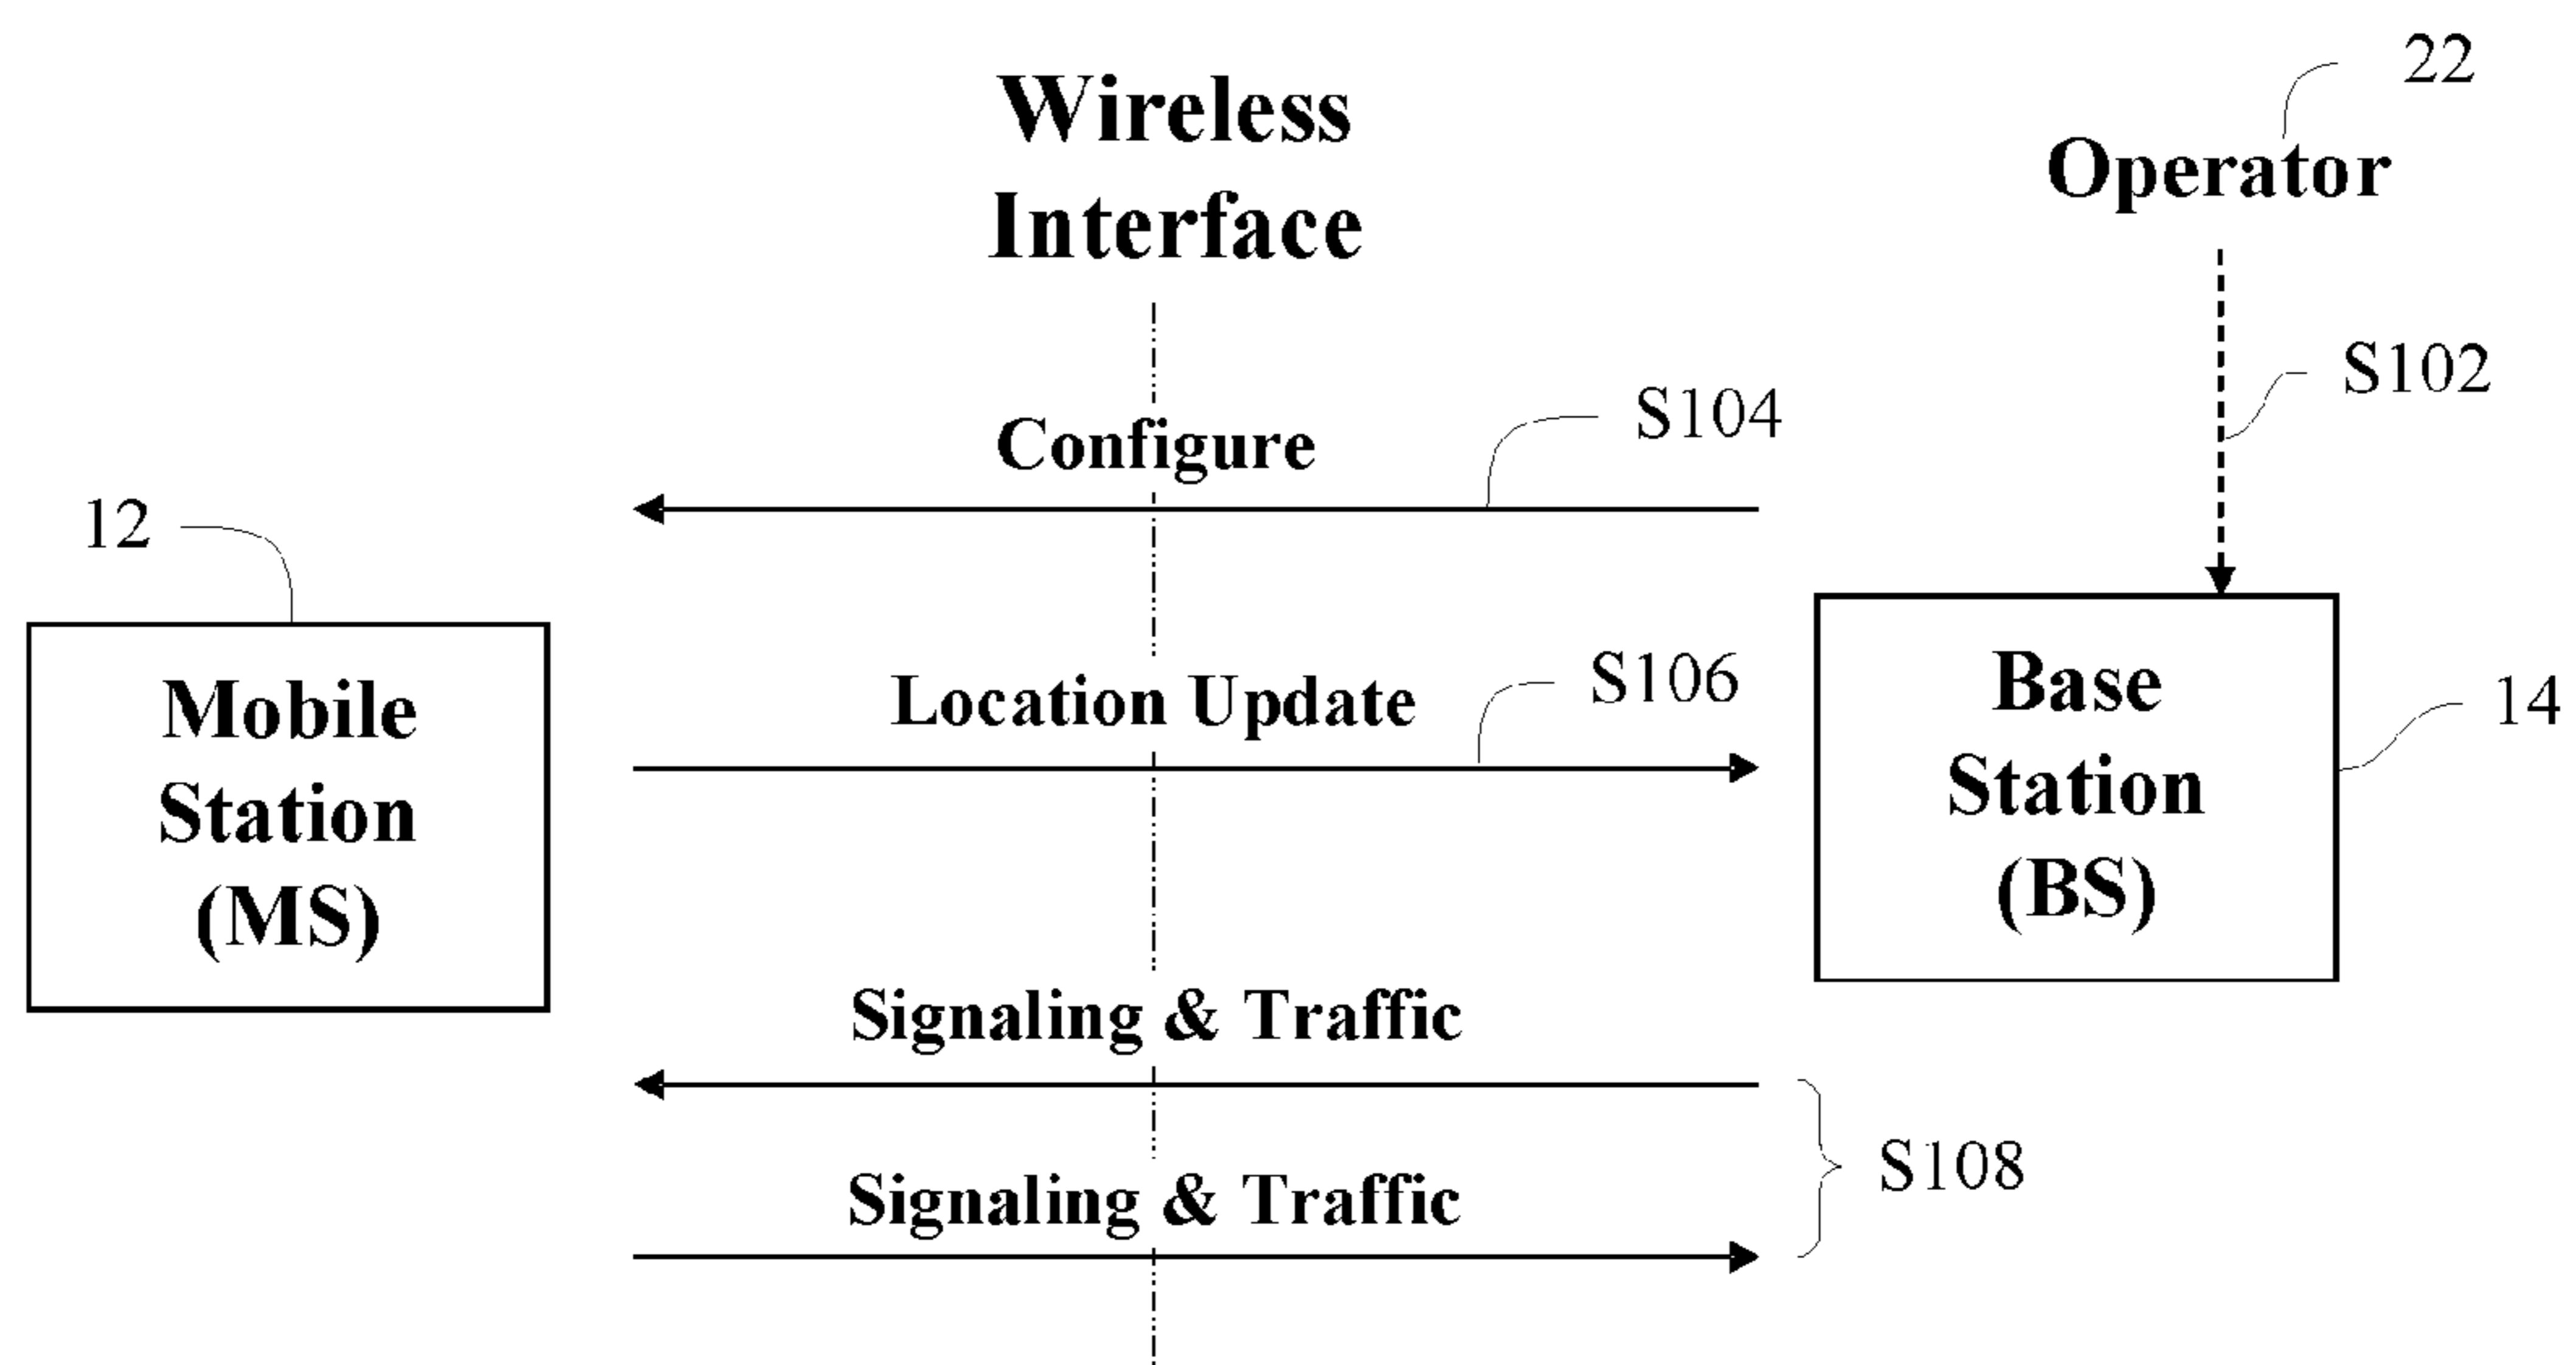 22
Wireless
Interface
Operator
S102
S104
Configure
12
S106
Location Update
Mobile
Station
(MS)
Base
Station
(BS)
14
Signaling & Traffic
S108
Signaling & Traffic